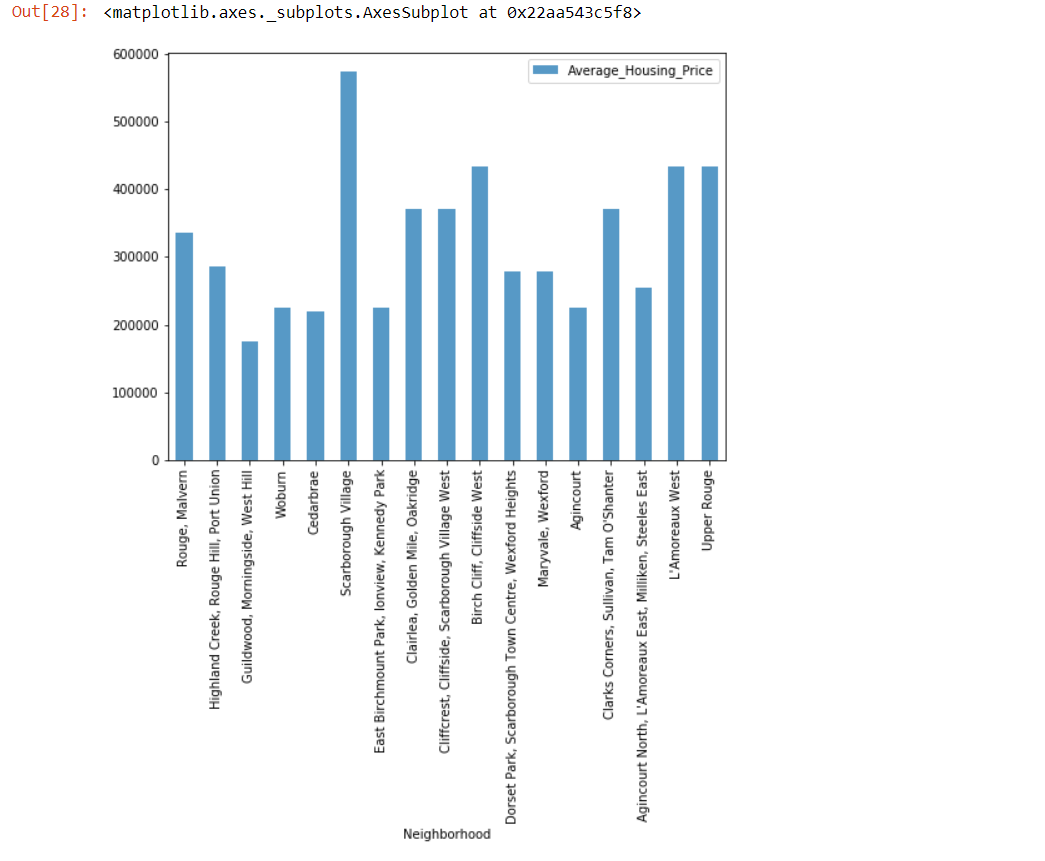 Out[28]: <matplotlib.axes._subplots.AxesSubplot at 0x22aa543c5f8>
Average_Housing_Price
600000
500000
400000
300000
200000
100000
0
Rouge, Malvern
Highland Creek, Rouge Hill, Port Union
Guildwood, Morningside, West Hill
Woburn
Cedarbrae
Scarborough Village
East Birchmount Park, Ionview, Kennedy Park
Clairlea, Golden Mile, Oakridge
Cliffcrest, Cliffside, Scarborough Village West
Birch Cliff, Cliffside West
Dorset Park, Scarborough Town Centre, Wexford Heights
Maryvale, Wexford
Agincourt
Clarks Corners, Sullivan, Tam O'Shanter
Agincourt North, L'Amoreaux East, Milliken, Steeles East
L'Amoreaux West
Upper Rouge
Neighborhood